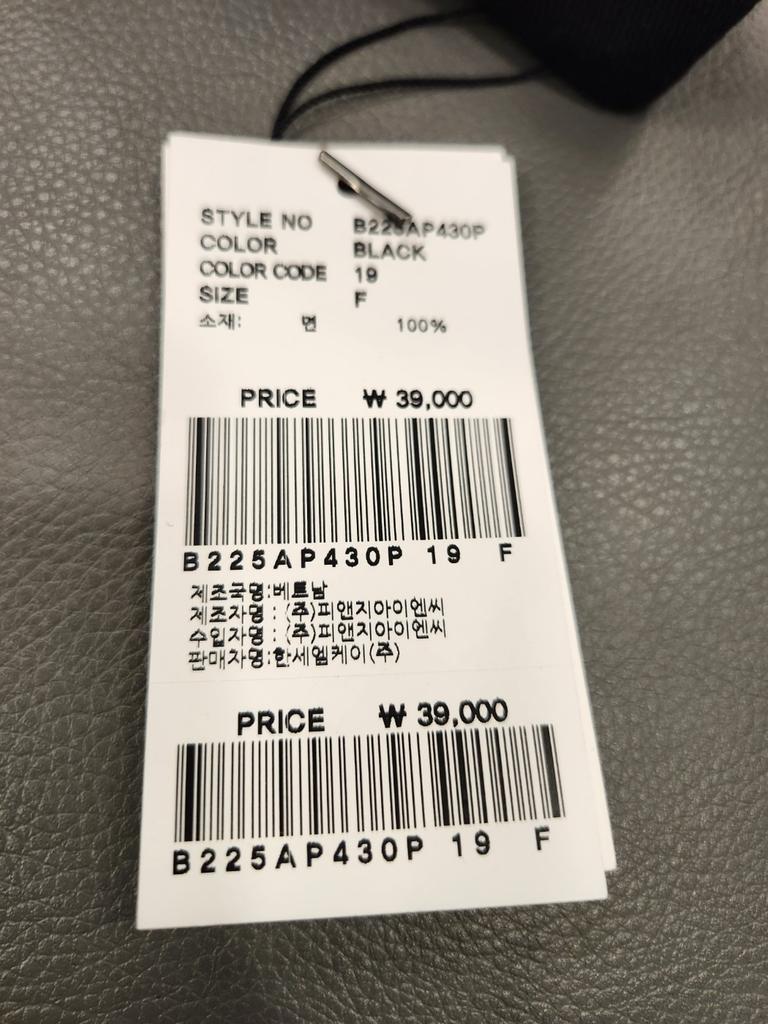 STYLE NO B225AP430P
COLOR BLACK
COLOR CODE 19
SIZE F
소재: 면 100%
PRICE ₩ 39,000
B225AP430P 19 F
제조국명:베트남
제조자명 : (주)피앤지아이엔씨
수입자명 : (주)피앤지아이엔씨
판매자명:한세엠케이(주)
PRICE ₩ 39,000
B225AP430P 19 F